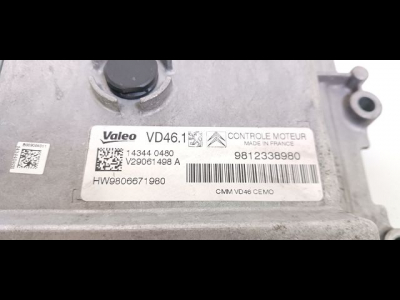 Valeo VD46.1 CONTROLE MOTEUR
MADE IN FRANCE
14344 0480
V29061498 A
9812338980
HW9806671980
CMM VD46 CEMO